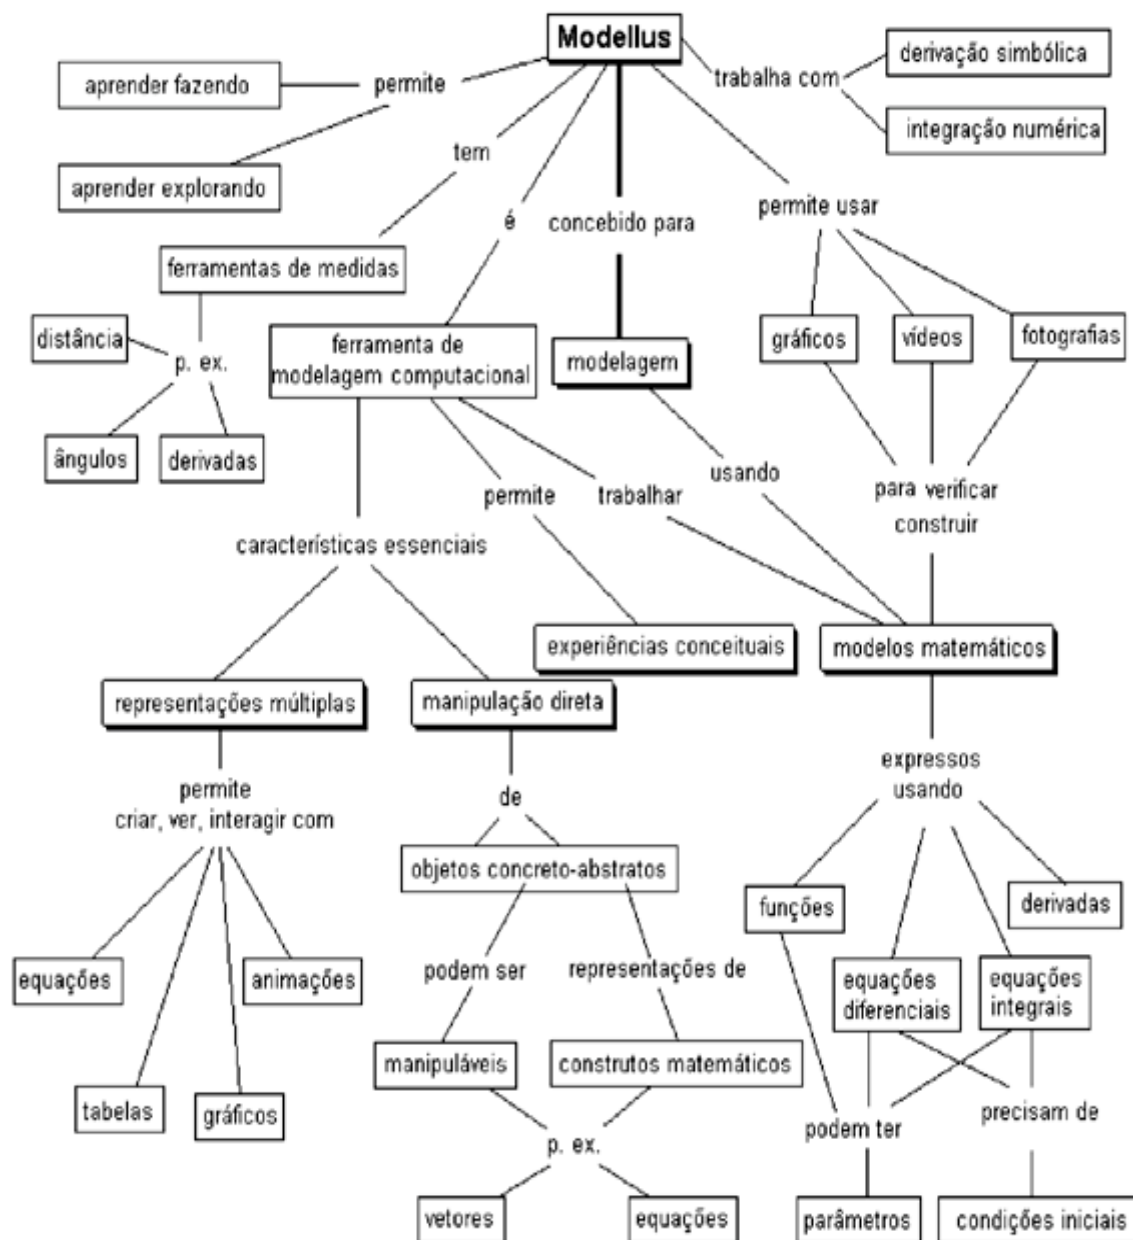 Modellus
derivação simbólica
trabalha com
aprender fazendo
permite
integração numérica
tem
aprender explorando
permite usar
é
concebido para
ferramentas de medidas
distância
gráficos
vídeos
fotografias
ferramenta de
modelagem computacional
modelagem
p. ex.
ângulos
derivadas
usando
permite
trabalhar
para verificar
construir
características essenciais
experiências conceituais
modelos matemáticos
representações múltiplas
manipulação direta
expressos
usando
permite
criar, ver, interagir com
de
objetos concreto-abstratos
funções
derivadas
equações
animações
podem ser
representações de
equações
diferenciais
equações
integrais
manipuláveis
construtos matemáticos
tabelas
gráficos
podem ter
precisam de
p. ex.
vetores
equações
parâmetros
condições iniciais